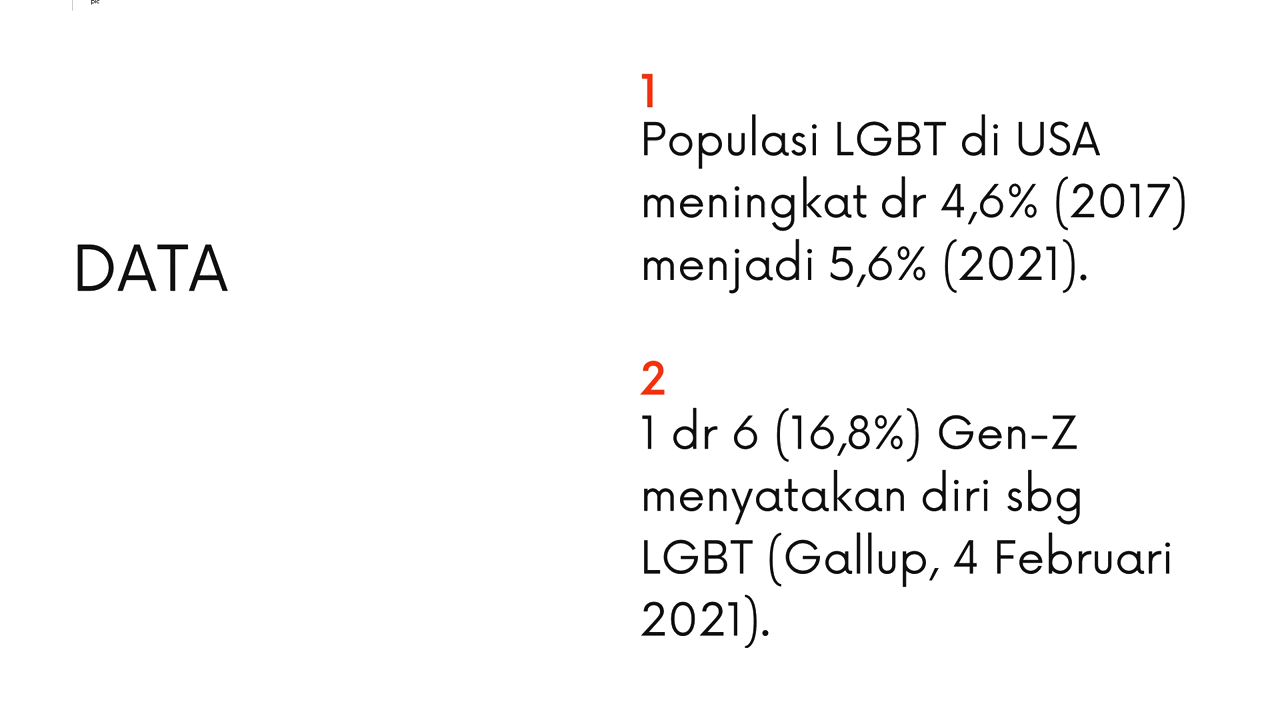 DATA
1
Populasi LGBT di USA
meningkat dr 4,6% (2017)
menjadi 5,6% (2021).
2
1 dr 6 (16,8%) Gen-Z
menyatakan diri sbg
LGBT (Gallup, 4 Februari
2021).